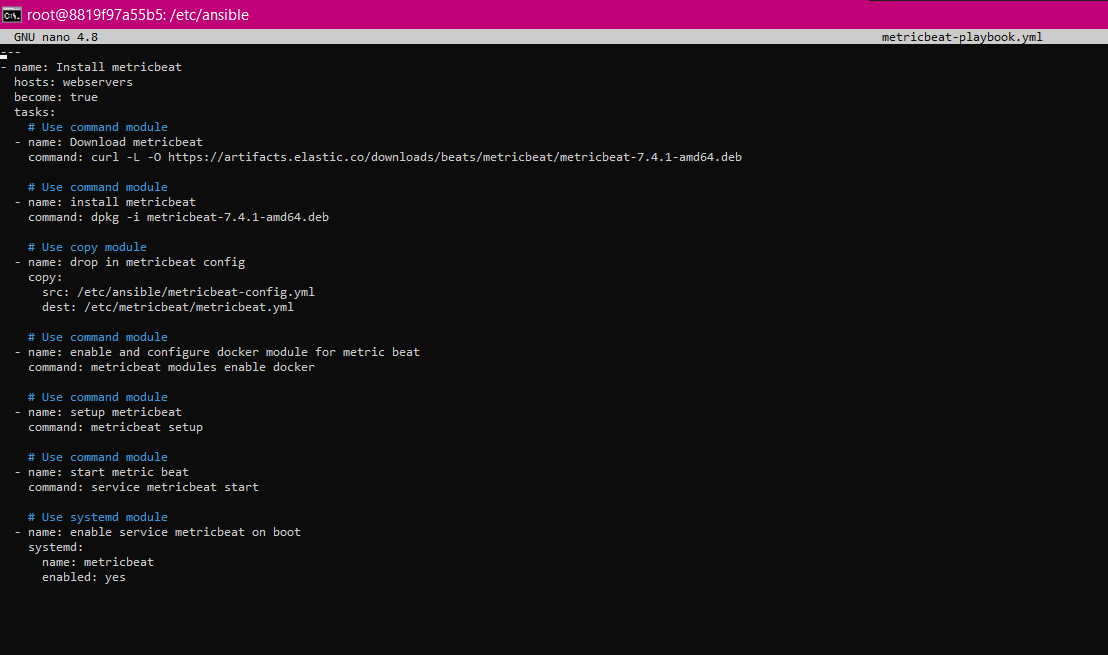 root@8819f97a55b5: /etc/ansible
GNU nano 4.8 metricbeat-playbook.yml
---
- name: Install metricbeat
  hosts: webservers
  become: true
  tasks:
    # Use command module
  - name: Download metricbeat
    command: curl -L -O https://artifacts.elastic.co/downloads/beats/metricbeat/metricbeat-7.4.1-amd64.deb
    # Use command module
  - name: install metricbeat
    command: dpkg -i metricbeat-7.4.1-amd64.deb
    # Use copy module
  - name: drop in metricbeat config
    copy:
      src: /etc/ansible/metricbeat-config.yml
      dest: /etc/metricbeat/metricbeat.yml
    # Use command module
  - name: enable and configure docker module for metric beat
    command: metricbeat modules enable docker
    # Use command module
  - name: setup metricbeat
    command: metricbeat setup
    # Use command module
  - name: start metric beat
    command: service metricbeat start
    # Use systemd module
  - name: enable service metricbeat on boot
    systemd:
      name: metricbeat
      enabled: yes